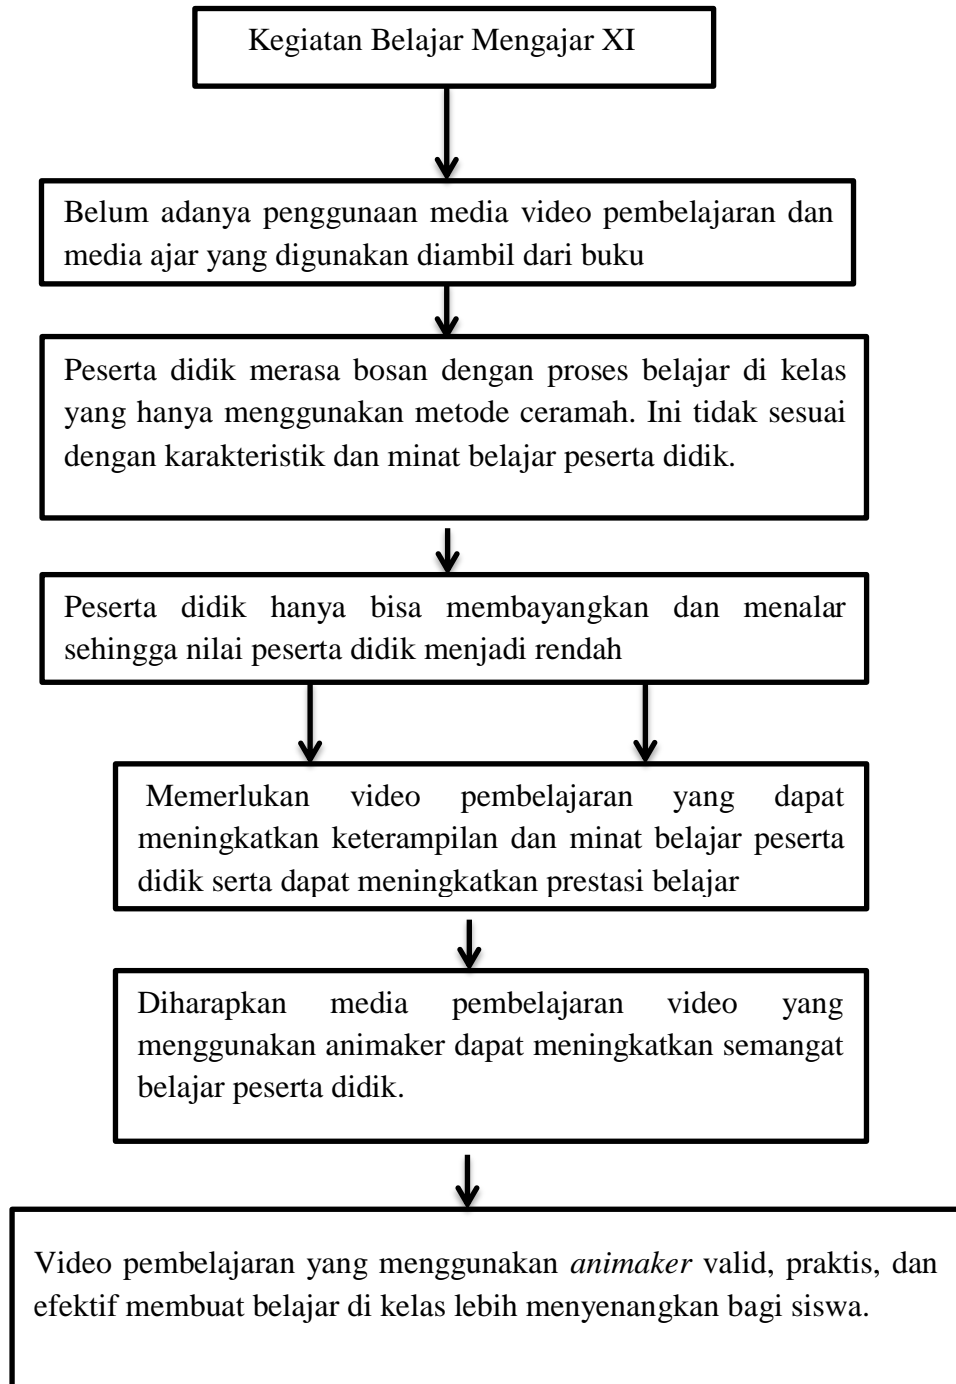 Kegiatan Belajar Mengajar XI
Belum adanya penggunaan media video pembelajaran dan
media ajar yang digunakan diambil dari buku
Peserta didik merasa bosan dengan proses belajar di kelas
yang hanya menggunakan metode ceramah. Ini tidak sesuai
dengan karakteristik dan minat belajar peserta didik.
Peserta didik hanya bisa membayangkan dan menalar
sehingga nilai peserta didik menjadi rendah
Memerlukan video pembelajaran yang dapat
meningkatkan keterampilan dan minat belajar peserta
didik serta dapat meningkatkan prestasi belajar
Diharapkan media pembelajaran video yang
menggunakan animaker dapat meningkatkan semangat
belajar peserta didik.
Video pembelajaran yang menggunakan animaker valid, praktis, dan
efektif membuat belajar di kelas lebih menyenangkan bagi siswa.